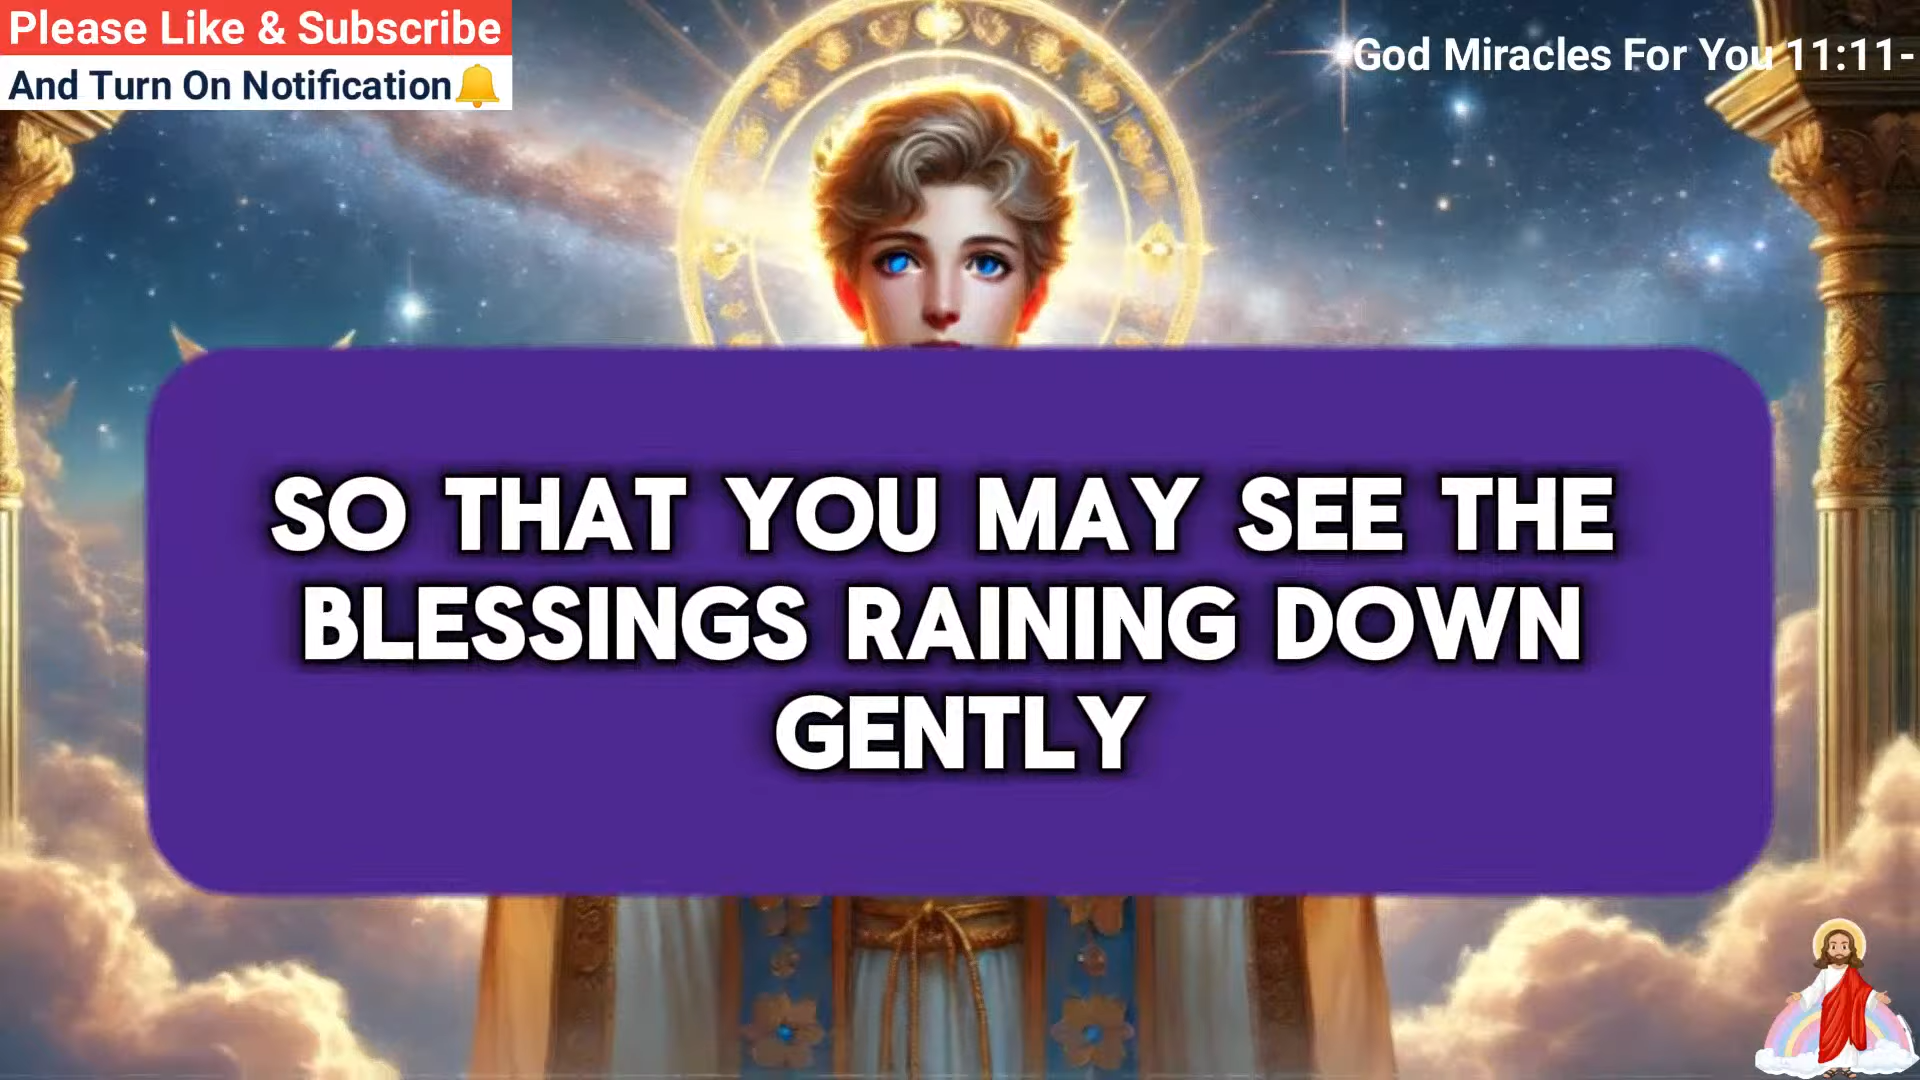 Please Like & Subscribe
And Turn On Notification🔔
God Miracles For You 11:11-
SO THAT YOU MAY SEE THE
BLESSINGS RAINING DOWN
GENTLY